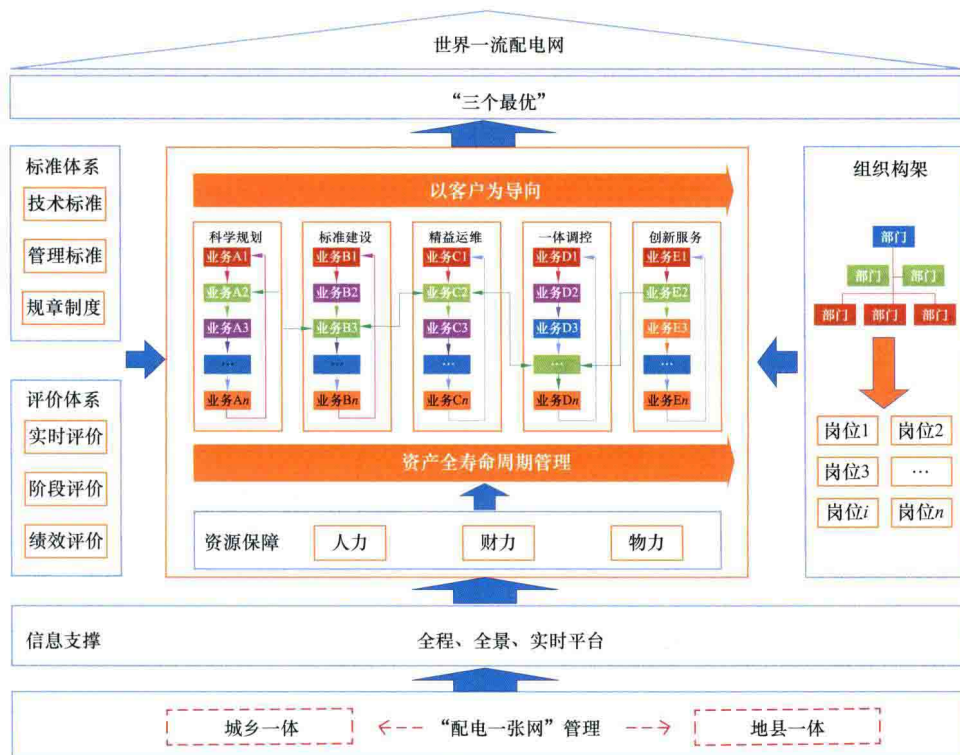 世界一流配电网
“三个最优”
标准体系
技术标准
管理标准
规章制度
评价体系
实时评价
阶段评价
绩效评价
以客户为导向
科学规划
业务A1
业务A2
业务A3
…
业务An
标准建设
业务B1
业务B2
业务B3
…
业务Bn
精益运维
业务C1
业务C2
业务C3
…
业务Cn
一体调控
业务D1
业务D2
业务D3
…
业务Dn
创新服务
业务E1
业务E2
业务E3
…
业务En
资产全寿命周期管理
资源保障 人力 财力 物力
组织构架
部门
部门 部门
部门 部门 部门
岗位1 岗位2
岗位3 …
岗位i 岗位n
信息支撑 全程、全景、实时平台
城乡一体 “配电一张网”管理 地县一体